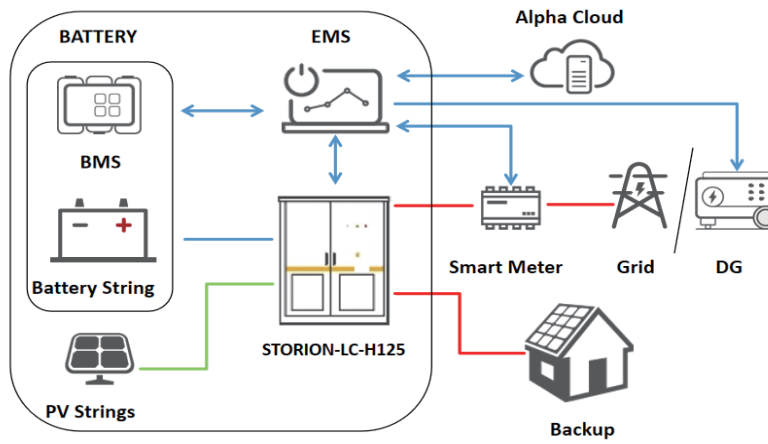 Alpha Cloud
BATTERY
EMS
BMS
Battery String
Smart Meter
Grid
DG
STORION-LC-H125
PV Strings
Backup